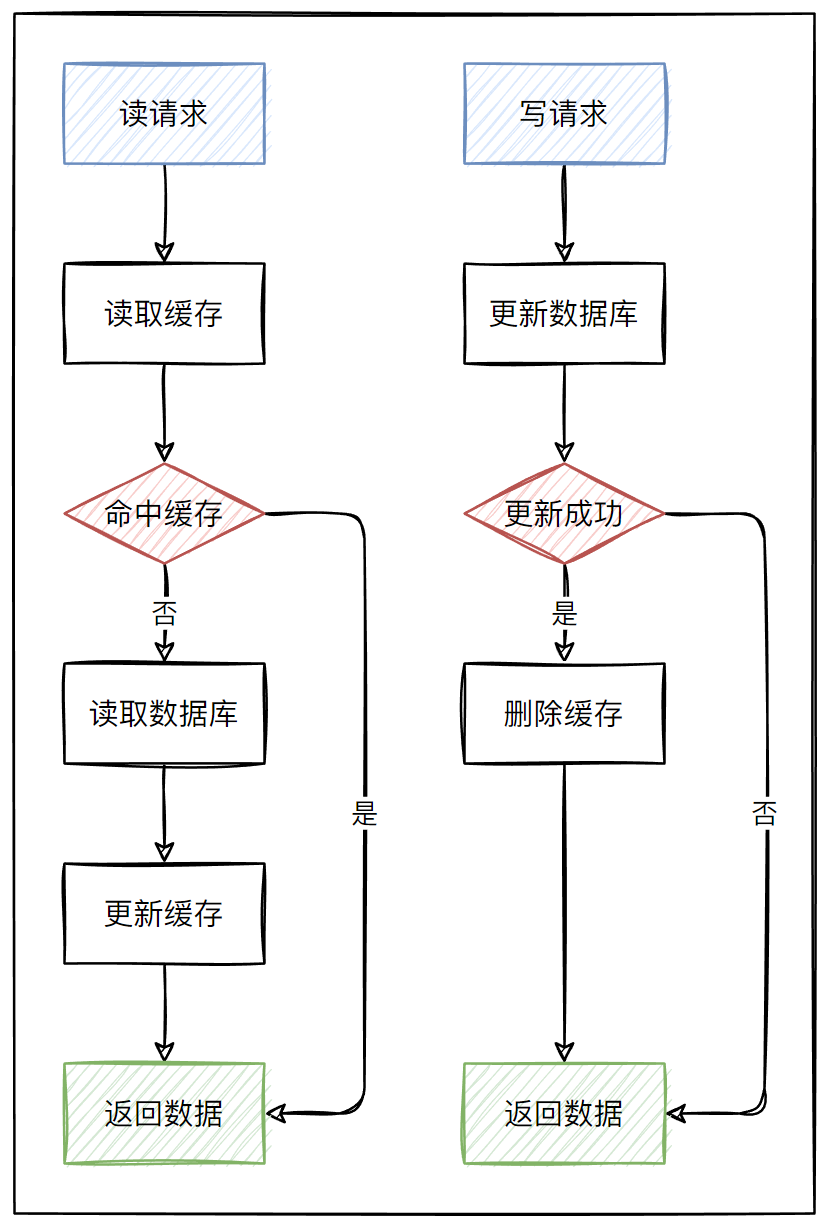 读请求
读取缓存
命中缓存
否
读取数据库
是
更新缓存
返回数据
写请求
更新数据库
更新成功
是
删除缓存
否
返回数据